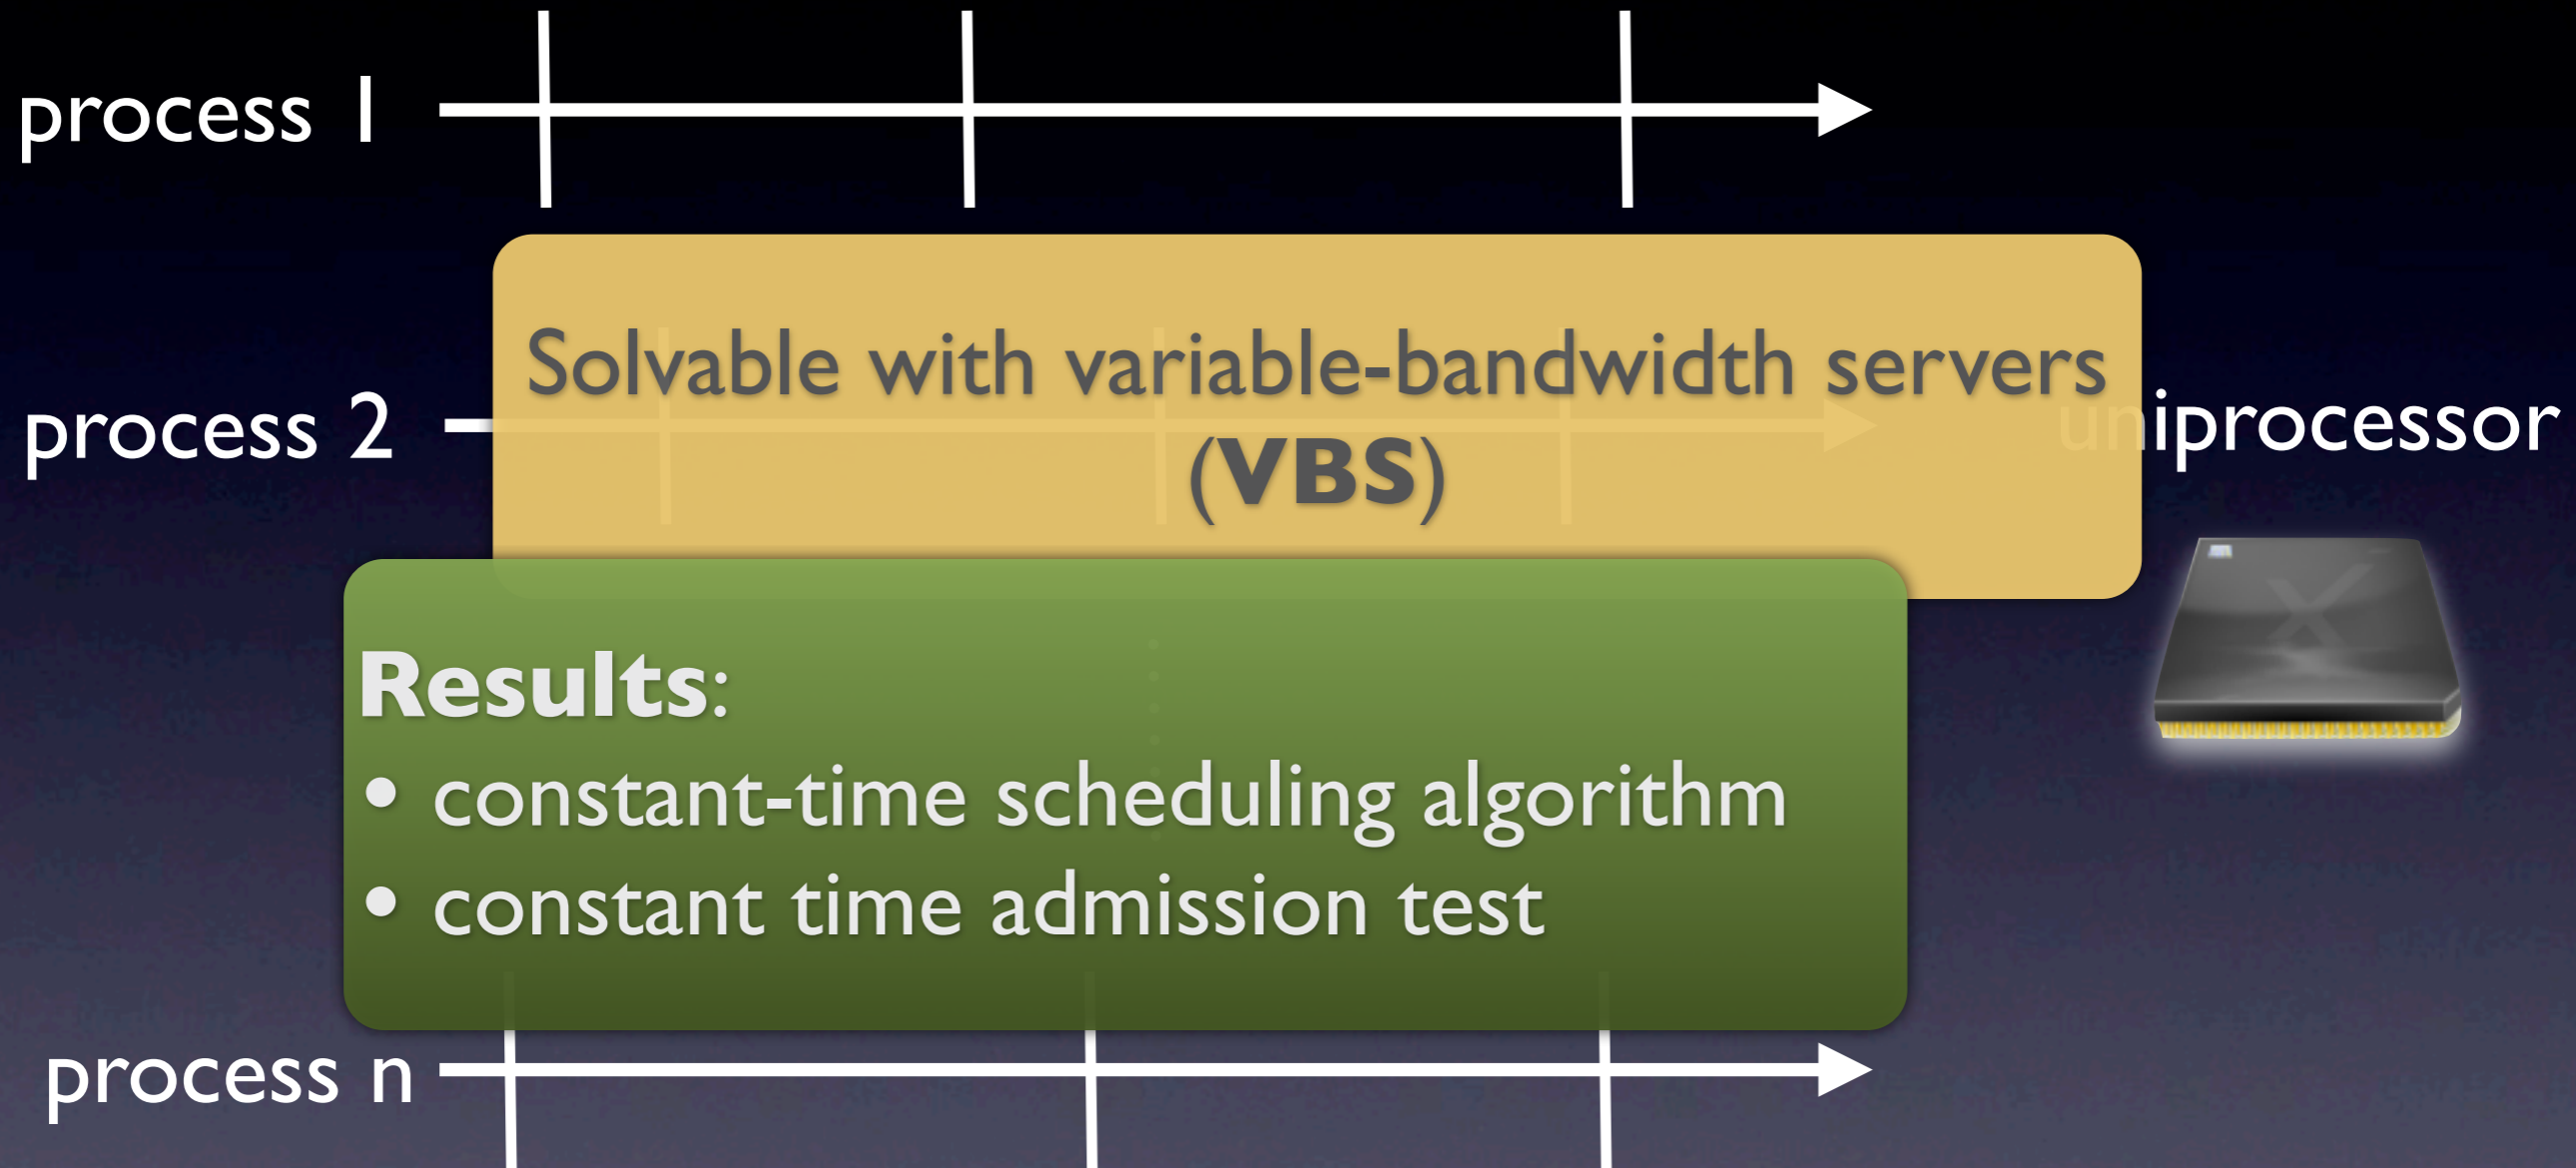 process 1
Solvable with variable-bandwidth servers
(VBS)
process 2
uniprocessor
Results:
• constant-time scheduling algorithm
• constant time admission test
process n